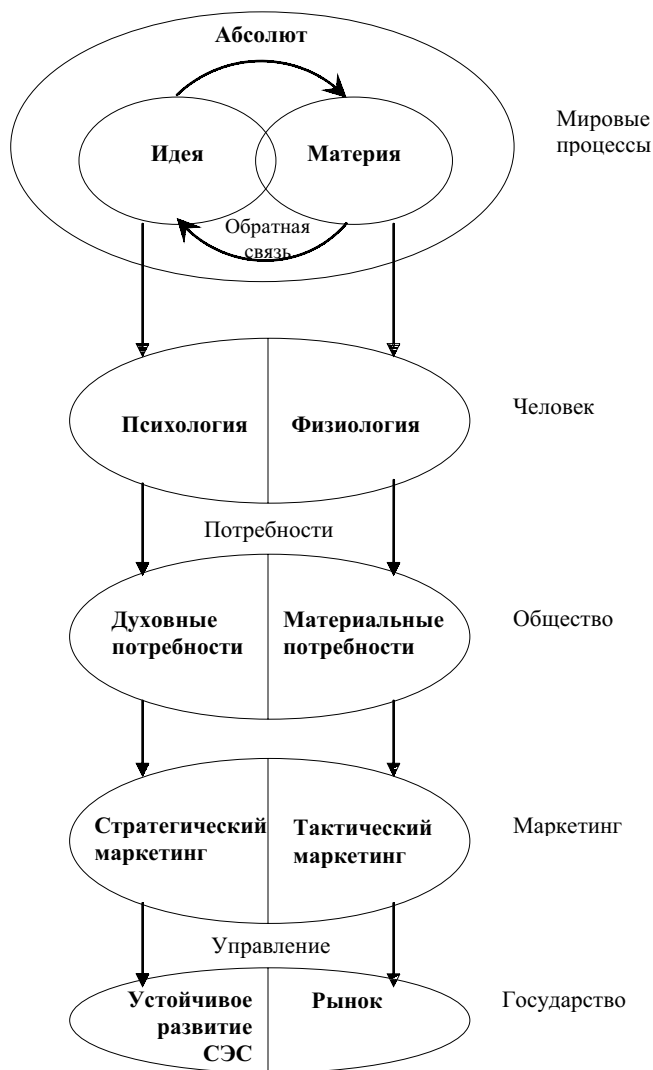 Абсолют
Мировые
процессы
Идея
Материя
Обратная
связь
Человек
Психология
Физиология
Потребности
Общество
Духовные
потребности
Материальные
потребности
Маркетинг
Стратегический
маркетинг
Тактический
маркетинг
Управление
Государство
Устойчивое
развитие
СЭС
Рынок